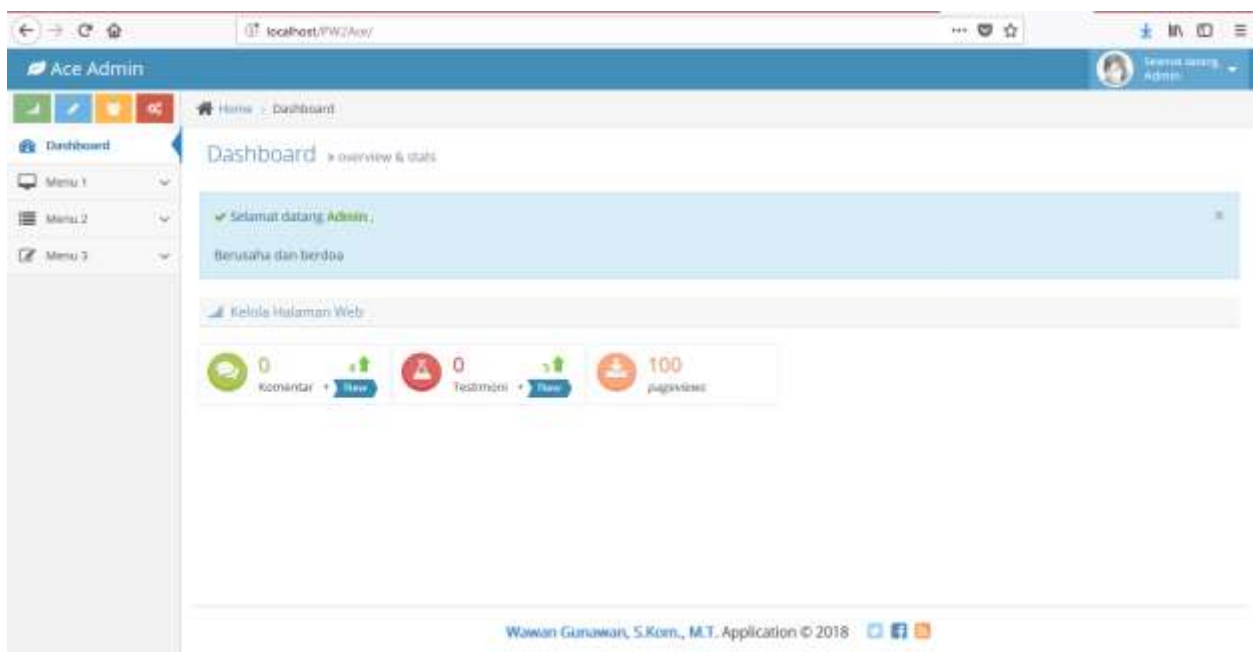 localhost/PW2Ace/
Ace Admin
Selamat datang,
Admin
Home > Dashboard
Dashboard » overview & stats
Dashboard
Menu 1
Menu 2
Menu 3
✔ Selamat datang Admin ,
×
Berusaha dan berdoa
Kelola Halaman Web
0
Komentar + New
0
Testimoni + New
100
pageviews
Wawan Gunawan, S.Kom., M.T. Application © 2018